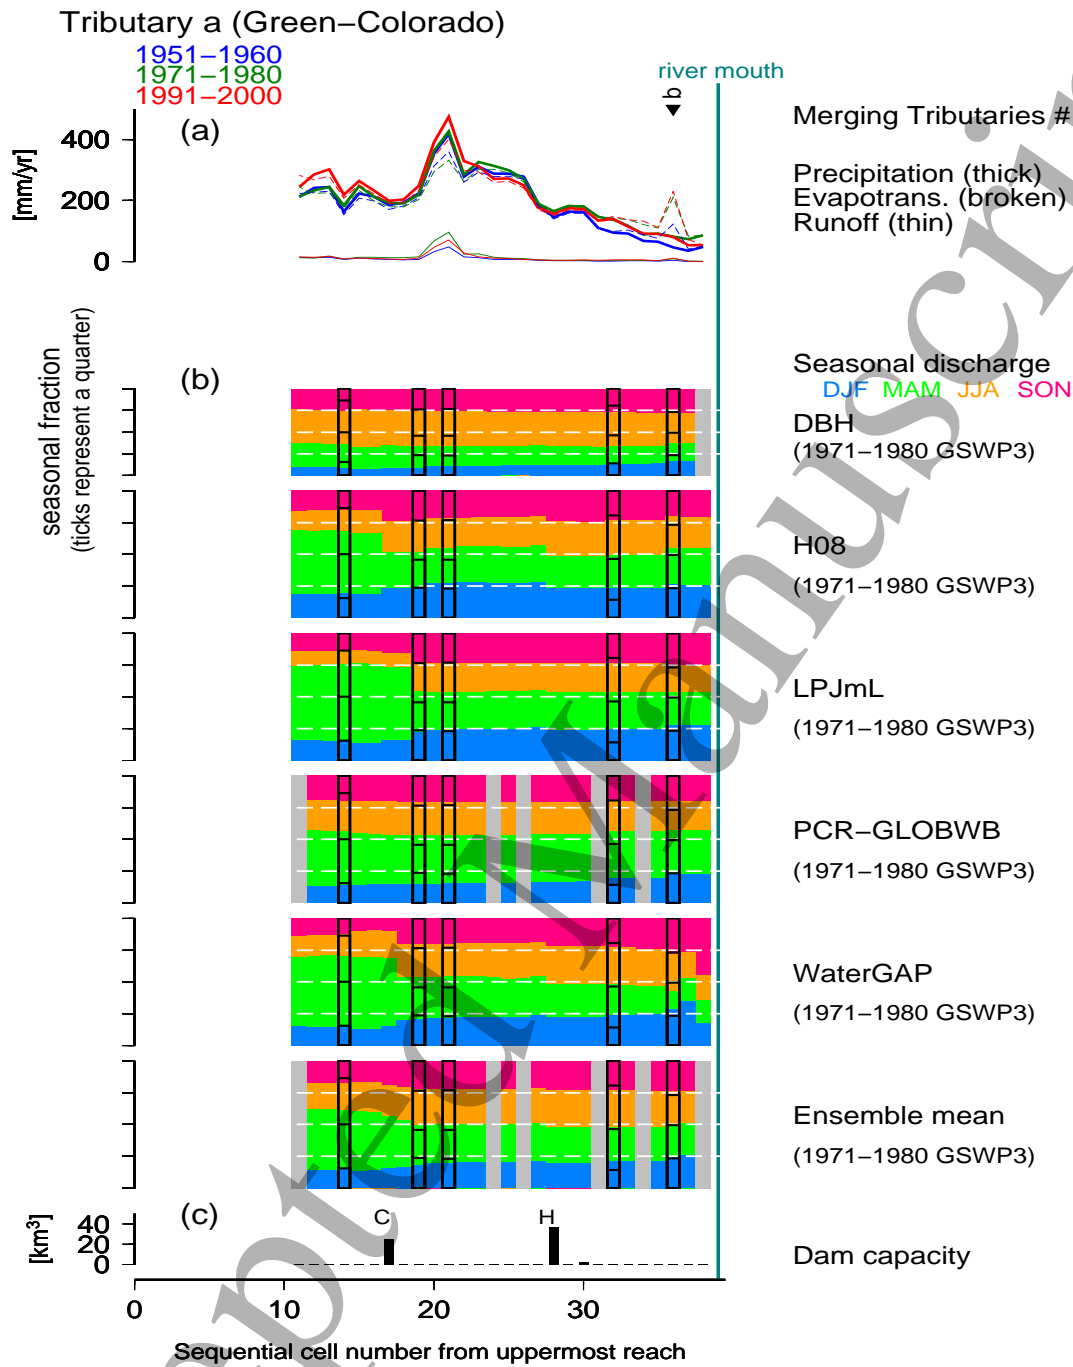 Tributary a (Green−Colorado)
1951−1960
1971−1980
1991−2000
river mouth
b
(a)
Merging Tributaries #
[mm/yr]
400
200
0
Precipitation (thick)
Evapotrans. (broken)
Runoff (thin)
seasonal fraction
(ticks represent a quarter)
(b)
Seasonal discharge
DJF MAM JJA SON
DBH
(1971−1980 GSWP3)
H08
(1971−1980 GSWP3)
LPJmL
(1971−1980 GSWP3)
PCR−GLOBWB
(1971−1980 GSWP3)
WaterGAP
(1971−1980 GSWP3)
Ensemble mean
(1971−1980 GSWP3)
(c)
[km³]
40
20
0
C
H
Dam capacity
0 10 20 30
Sequential cell number from uppermost reach
pted Manuscrip